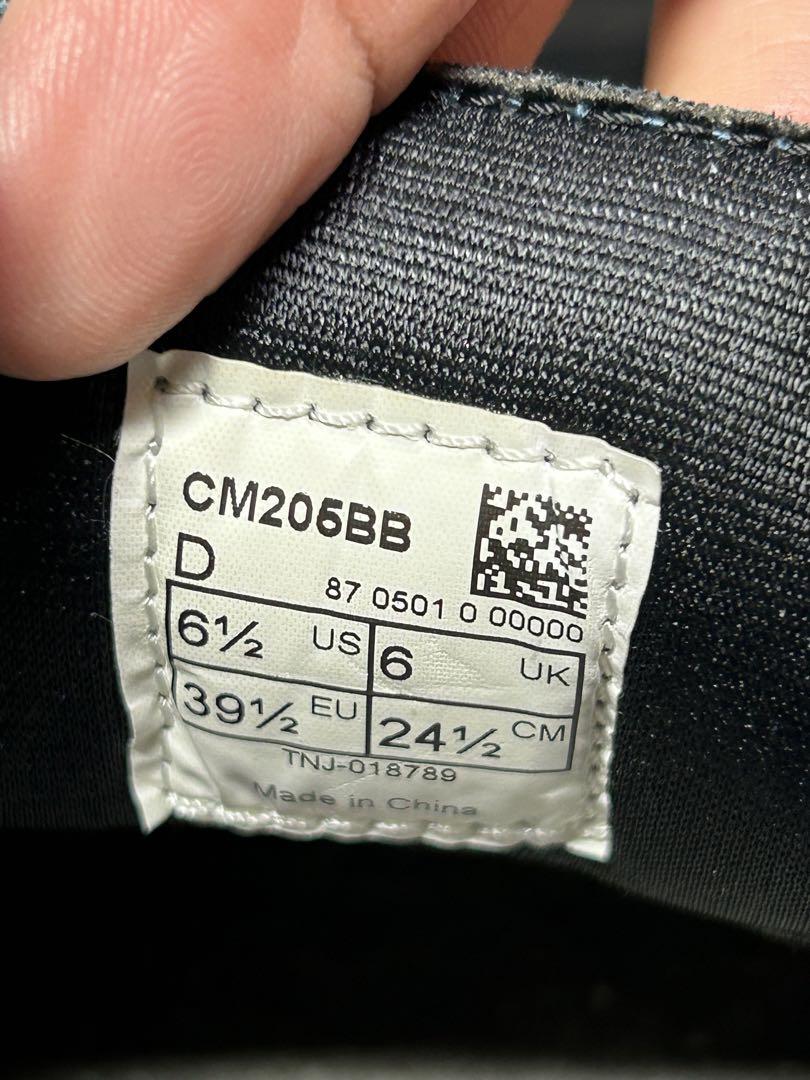 CM205BB
D
87 0501 0 00000
6½ US 6 UK
39½ EU 24½ CM
TNJ-018789
Made in China